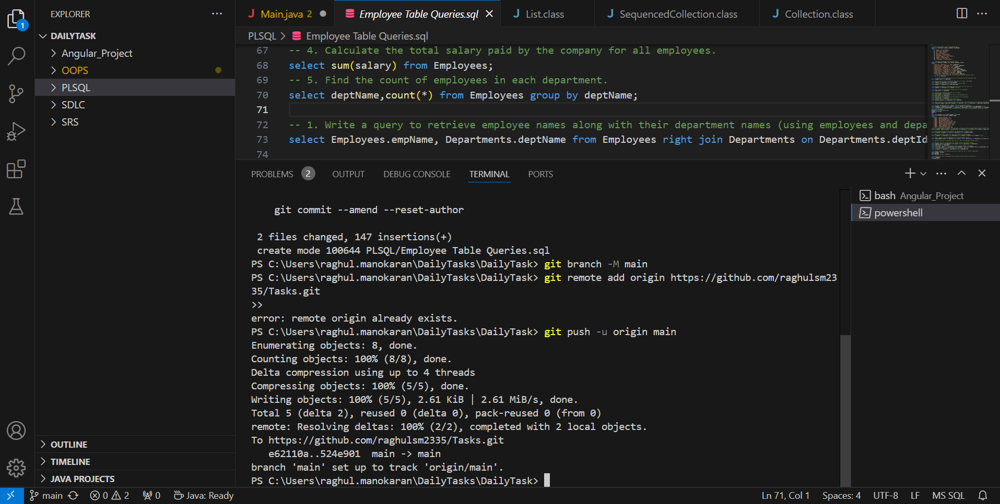 EXPLORER
Main.java 2
Employee Table Queries.sql
List.class
SequencedCollection.class
Collection.class
1
DAILYTASK
Angular_Project
OOPS
PLSQL
SDLC
SRS
PLSQL > Employee Table Queries.sql
67 -- 4. Calculate the total salary paid by the company for all employees.
68 select sum(salary) from Employees;
69 -- 5. Find the count of employees in each department.
70 select deptName,count(*) from Employees group by deptName;
71
72 -- 1. Write a query to retrieve employee names along with their department names (using employees and depa
73 select Employees.empName, Departments.deptName from Employees right join Departments on Departments.deptId
74
PROBLEMS 2 OUTPUT DEBUG CONSOLE TERMINAL PORTS
bash Angular_Project
powershell
git commit --amend --reset-author
2 files changed, 147 insertions(+)
create mode 100644 PLSQL/Employee Table Queries.sql
PS C:\Users\raghul.manokaran\DailyTasks\DailyTask> git branch -M main
PS C:\Users\raghul.manokaran\DailyTasks\DailyTask> git remote add origin https://github.com/raghulsm23
35/Tasks.git
>>
error: remote origin already exists.
PS C:\Users\raghul.manokaran\DailyTasks\DailyTask> git push -u origin main
Enumerating objects: 8, done.
Counting objects: 100% (8/8), done.
Delta compression using up to 4 threads
Compressing objects: 100% (5/5), done.
Writing objects: 100% (5/5), 2.61 KiB | 2.61 MiB/s, done.
Total 5 (delta 2), reused 0 (delta 0), pack-reused 0 (from 0)
remote: Resolving deltas: 100% (2/2), completed with 2 local objects.
To https://github.com/raghulsm2335/Tasks.git
e62110a..524e901 main -> main
branch 'main' set up to track 'origin/main'.
PS C:\Users\raghul.manokaran\DailyTasks\DailyTask>
OUTLINE
TIMELINE
JAVA PROJECTS
main 0 2 0 Java: Ready Ln 71, Col 1 Spaces: 4 UTF-8 LF MS SQL